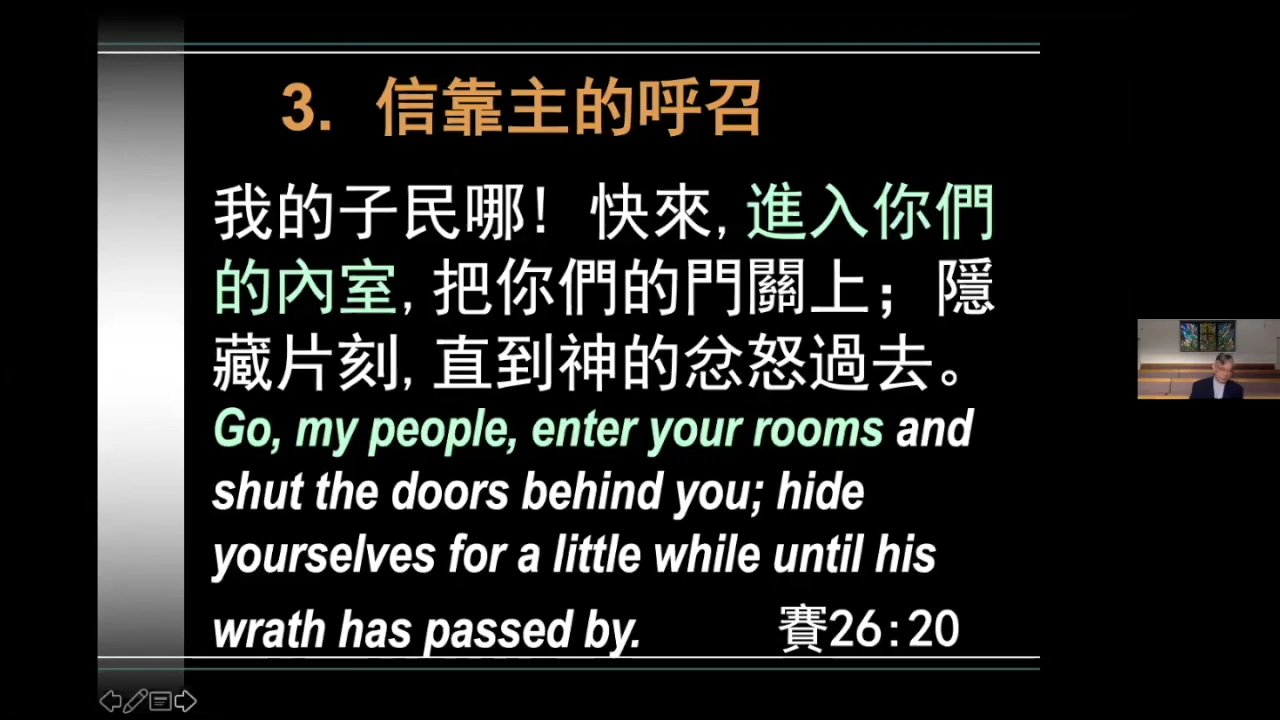 3. 信靠主的呼召
我的子民哪! 快來,進入你們
的內室,把你們的門關上；隱
藏片刻,直到神的忿怒過去。
Go, my people, enter your rooms and
shut the doors behind you; hide
yourselves for a little while until his
wrath has passed by. 賽26:20